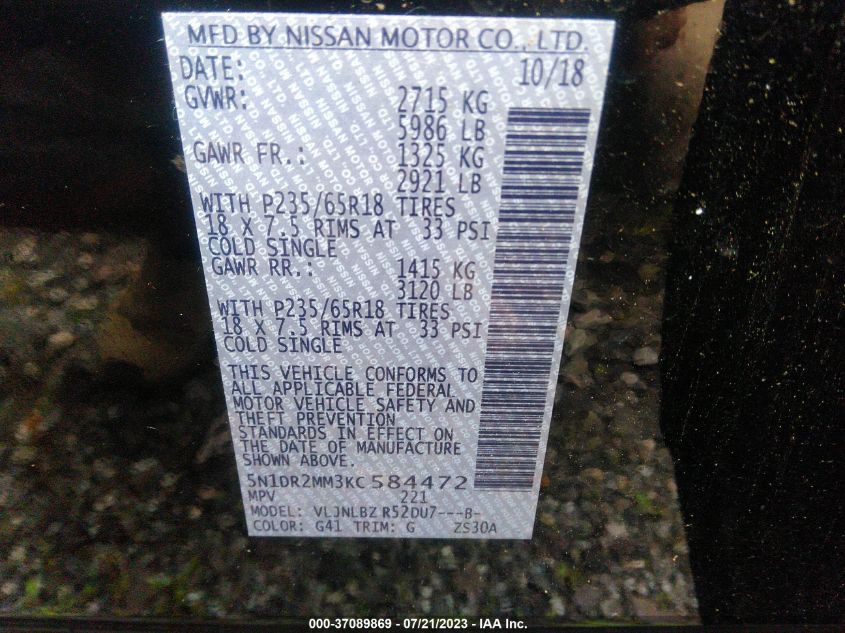 MFD BY NISSAN MOTOR CO., LTD.
DATE: 10/18
GVWR: 2715 KG
5986 LB
GAWR FR.: 1325 KG
2921 LB
WITH P235/65R18 TIRES
18 X 7.5 RIMS AT 33 PSI
COLD SINGLE
GAWR RR.: 1415 KG
3120 LB
WITH P235/65R18 TIRES
18 X 7.5 RIMS AT 33 PSI
COLD SINGLE
THIS VEHICLE CONFORMS TO
ALL APPLICABLE FEDERAL
MOTOR VEHICLE SAFETY AND
THEFT PREVENTION
STANDARDS IN EFFECT ON
THE DATE OF MANUFACTURE
SHOWN ABOVE.
5N1DR2MM3KC584472
MPV 221
MODEL: VLJNLBZ R52DU7---B-
COLOR: G41 TRIM: G ZS30A
000-37089869 - 07/21/2023 - IAA Inc.